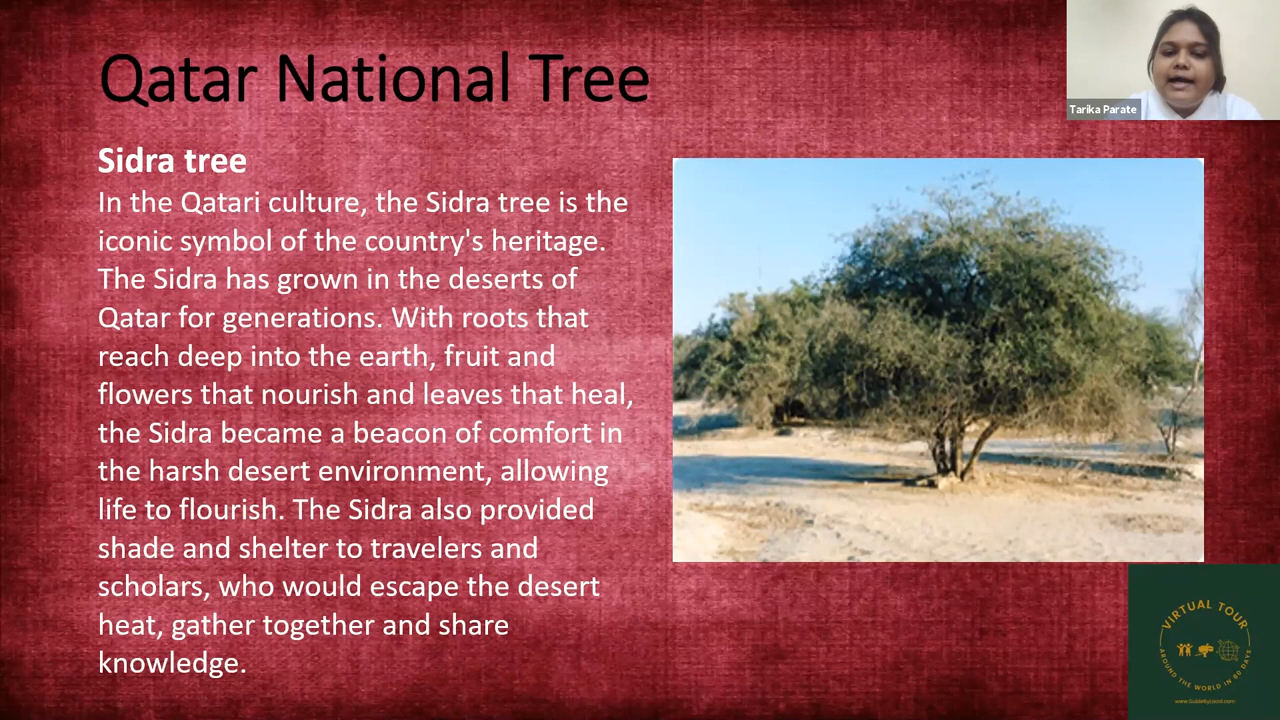 Qatar National Tree
Tarika Parate
Sidra tree
In the Qatari culture, the Sidra tree is the
iconic symbol of the country's heritage.
The Sidra has grown in the deserts of
Qatar for generations. With roots that
reach deep into the earth, fruit and
flowers that nourish and leaves that heal,
the Sidra became a beacon of comfort in
the harsh desert environment, allowing
life to flourish. The Sidra also provided
shade and shelter to travelers and
scholars, who would escape the desert
heat, gather together and share
knowledge.
VIRTUAL TOUR
AROUND THE WORLD IN 80 DAYS